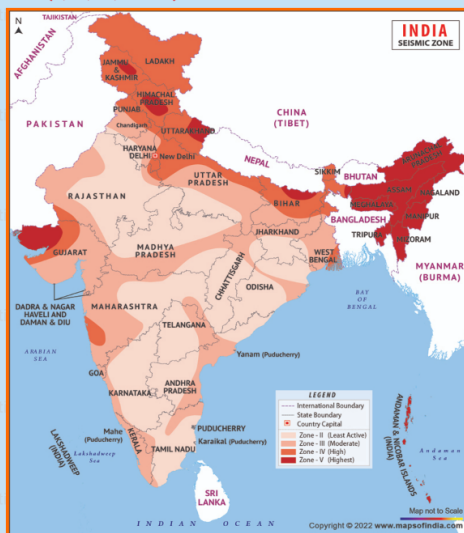 N
TAJIKISTAN
INDIA
SEISMIC ZONE
AFGHANISTAN
LADAKH
JAMMU
&
KASHMIR
HIMACHAL
PRADESH
CHINA
(TIBET)
PAKISTAN
PUNJAB
Chandigarh
UTTARAKHAND
HARYANA
DELHI
New Delhi
NEPAL
SIKKIM
BHUTAN
ARUNACHAL
PRADESH
ASSAM
NAGALAND
MEGHALAYA
MANIPUR
UTTAR
PRADESH
RAJASTHAN
BIHAR
BANGLADESH
TRIPURA
MIZORAM
JHARKHAND
WEST
BENGAL
GUJARAT
MADHYA
PRADESH
CHHATTISGARH
MYANMAR
(BURMA)
DADRA & NAGAR
HAVELI AND
DAMAN & DIU
MAHARASHTRA
ODISHA
BAY
OF
BENGAL
TELANGANA
ARABIAN
SEA
Yanam (Puducherry)
GOA
KARNATAKA
ANDHRA
PRADESH
LEGEND
International Boundary
State Boundary
Country Capital
Zone - II (Least Active)
Zone - III (Moderate)
Zone - IV (High)
Zone - V (Highest)
ANDAMAN & NICOBAR ISLANDS
(INDIA)
Andaman
Sea
PUDUCHERRY
Karaikal (Puducherry)
Mahe
(Puducherry)
LAKSHADWEEP
(INDIA)
Lakshadweep
Sea
KERALA
TAMIL NADU
SRI
LANKA
Map not to Scale
INDIAN OCEAN
Copyright © 2022 www.mapsofindia.com